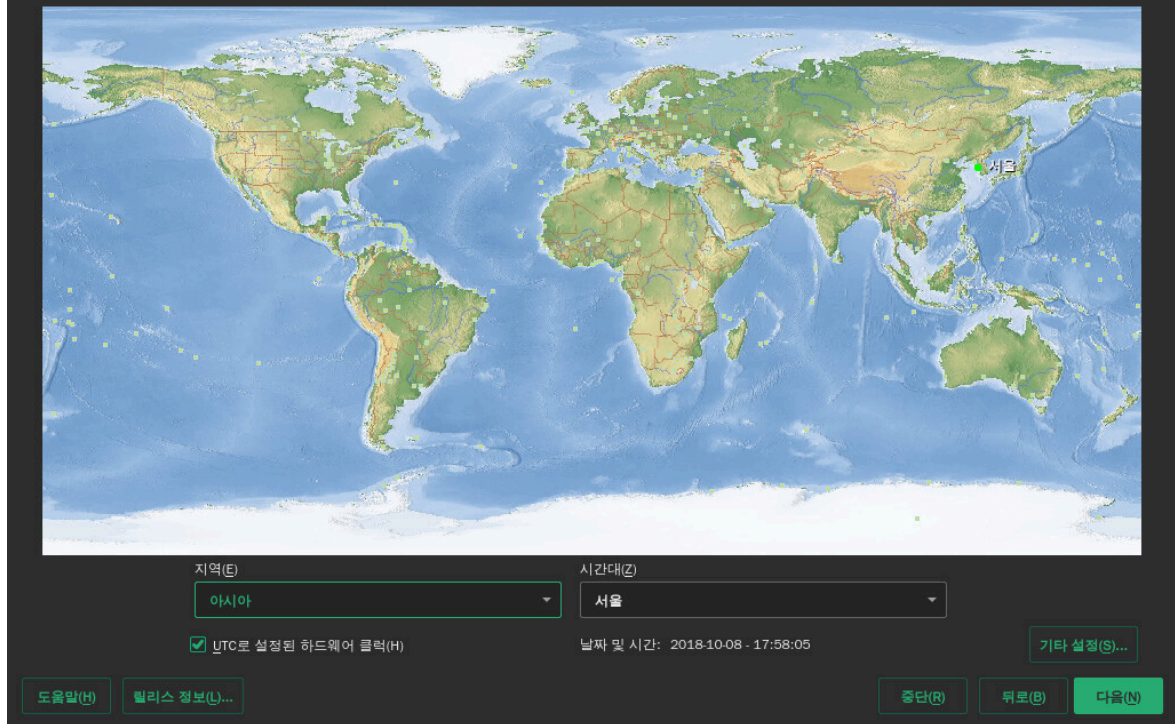 서울
지역(E)
시간대(Z)
아시아
서울
UTC로 설정된 하드웨어 클럭(H)
날짜 및 시간: 2018-10-08 - 17:58:05
기타 설정(S)...
도움말(H)
릴리스 정보(L)...
중단(R)
뒤로(B)
다음(N)